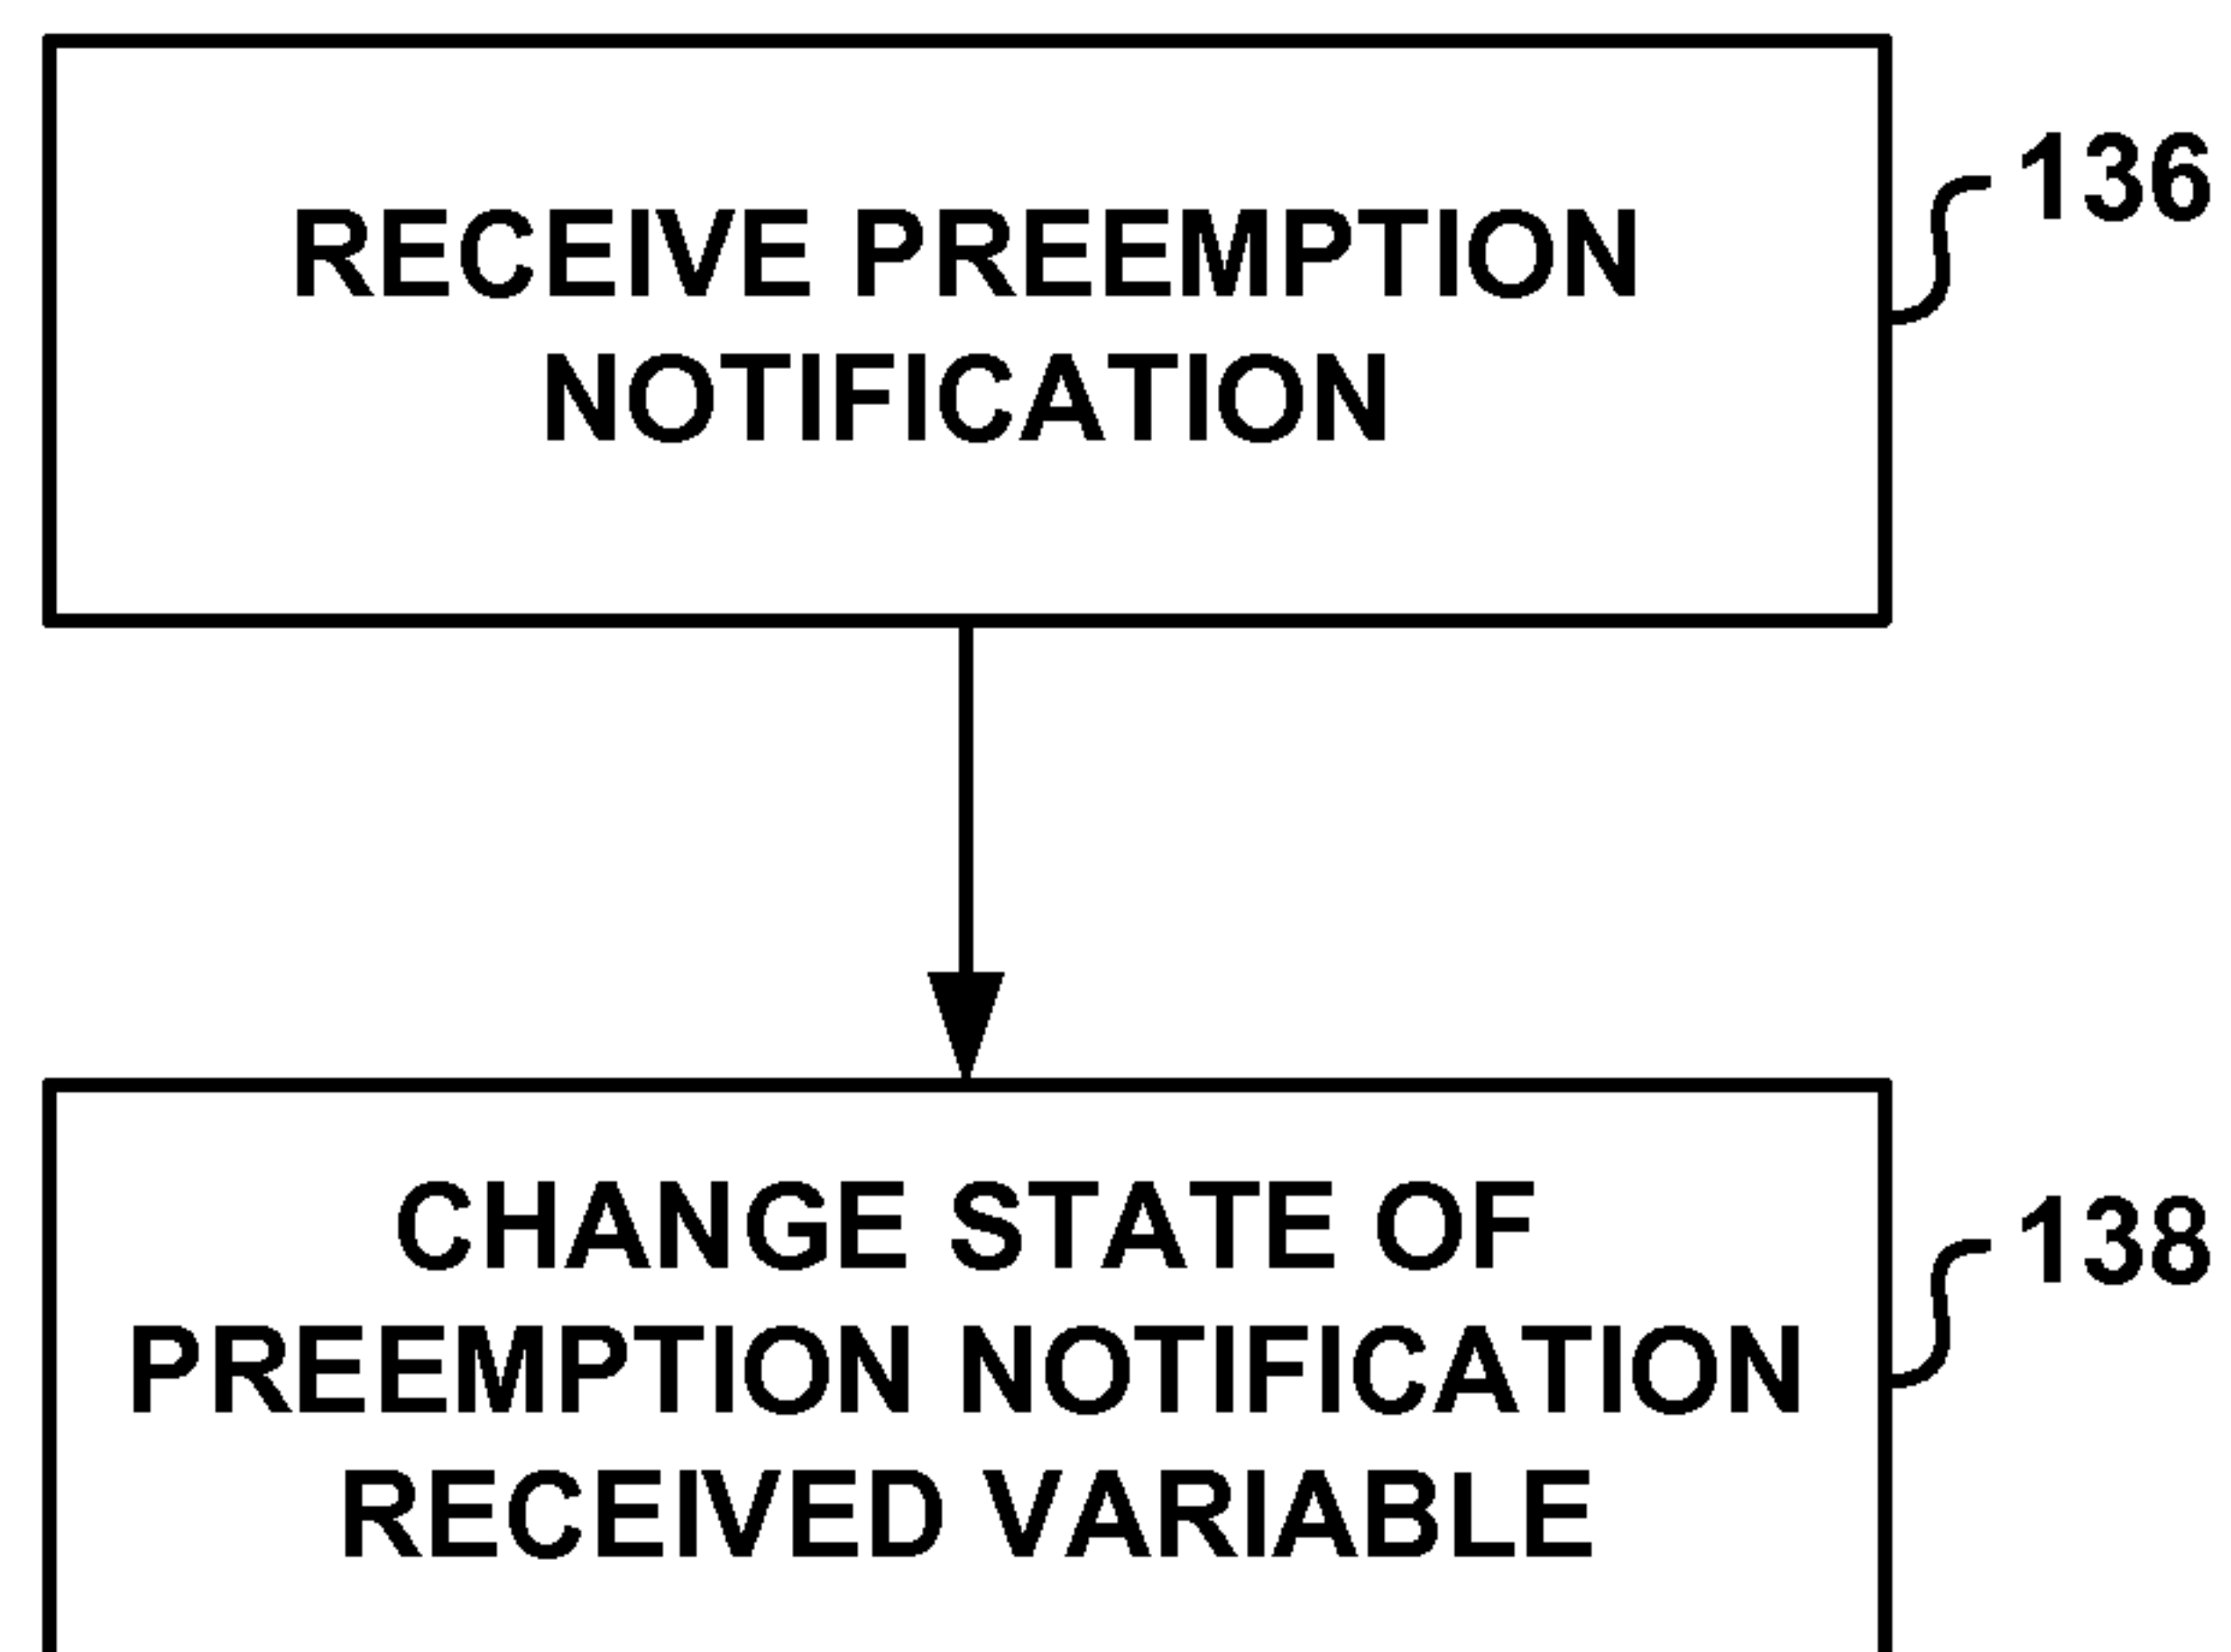 RECEIVE PREEMPTION
NOTIFICATION
136
CHANGE STATE OF
PREEMPTION NOTIFICATION
RECEIVED VARIABLE
138